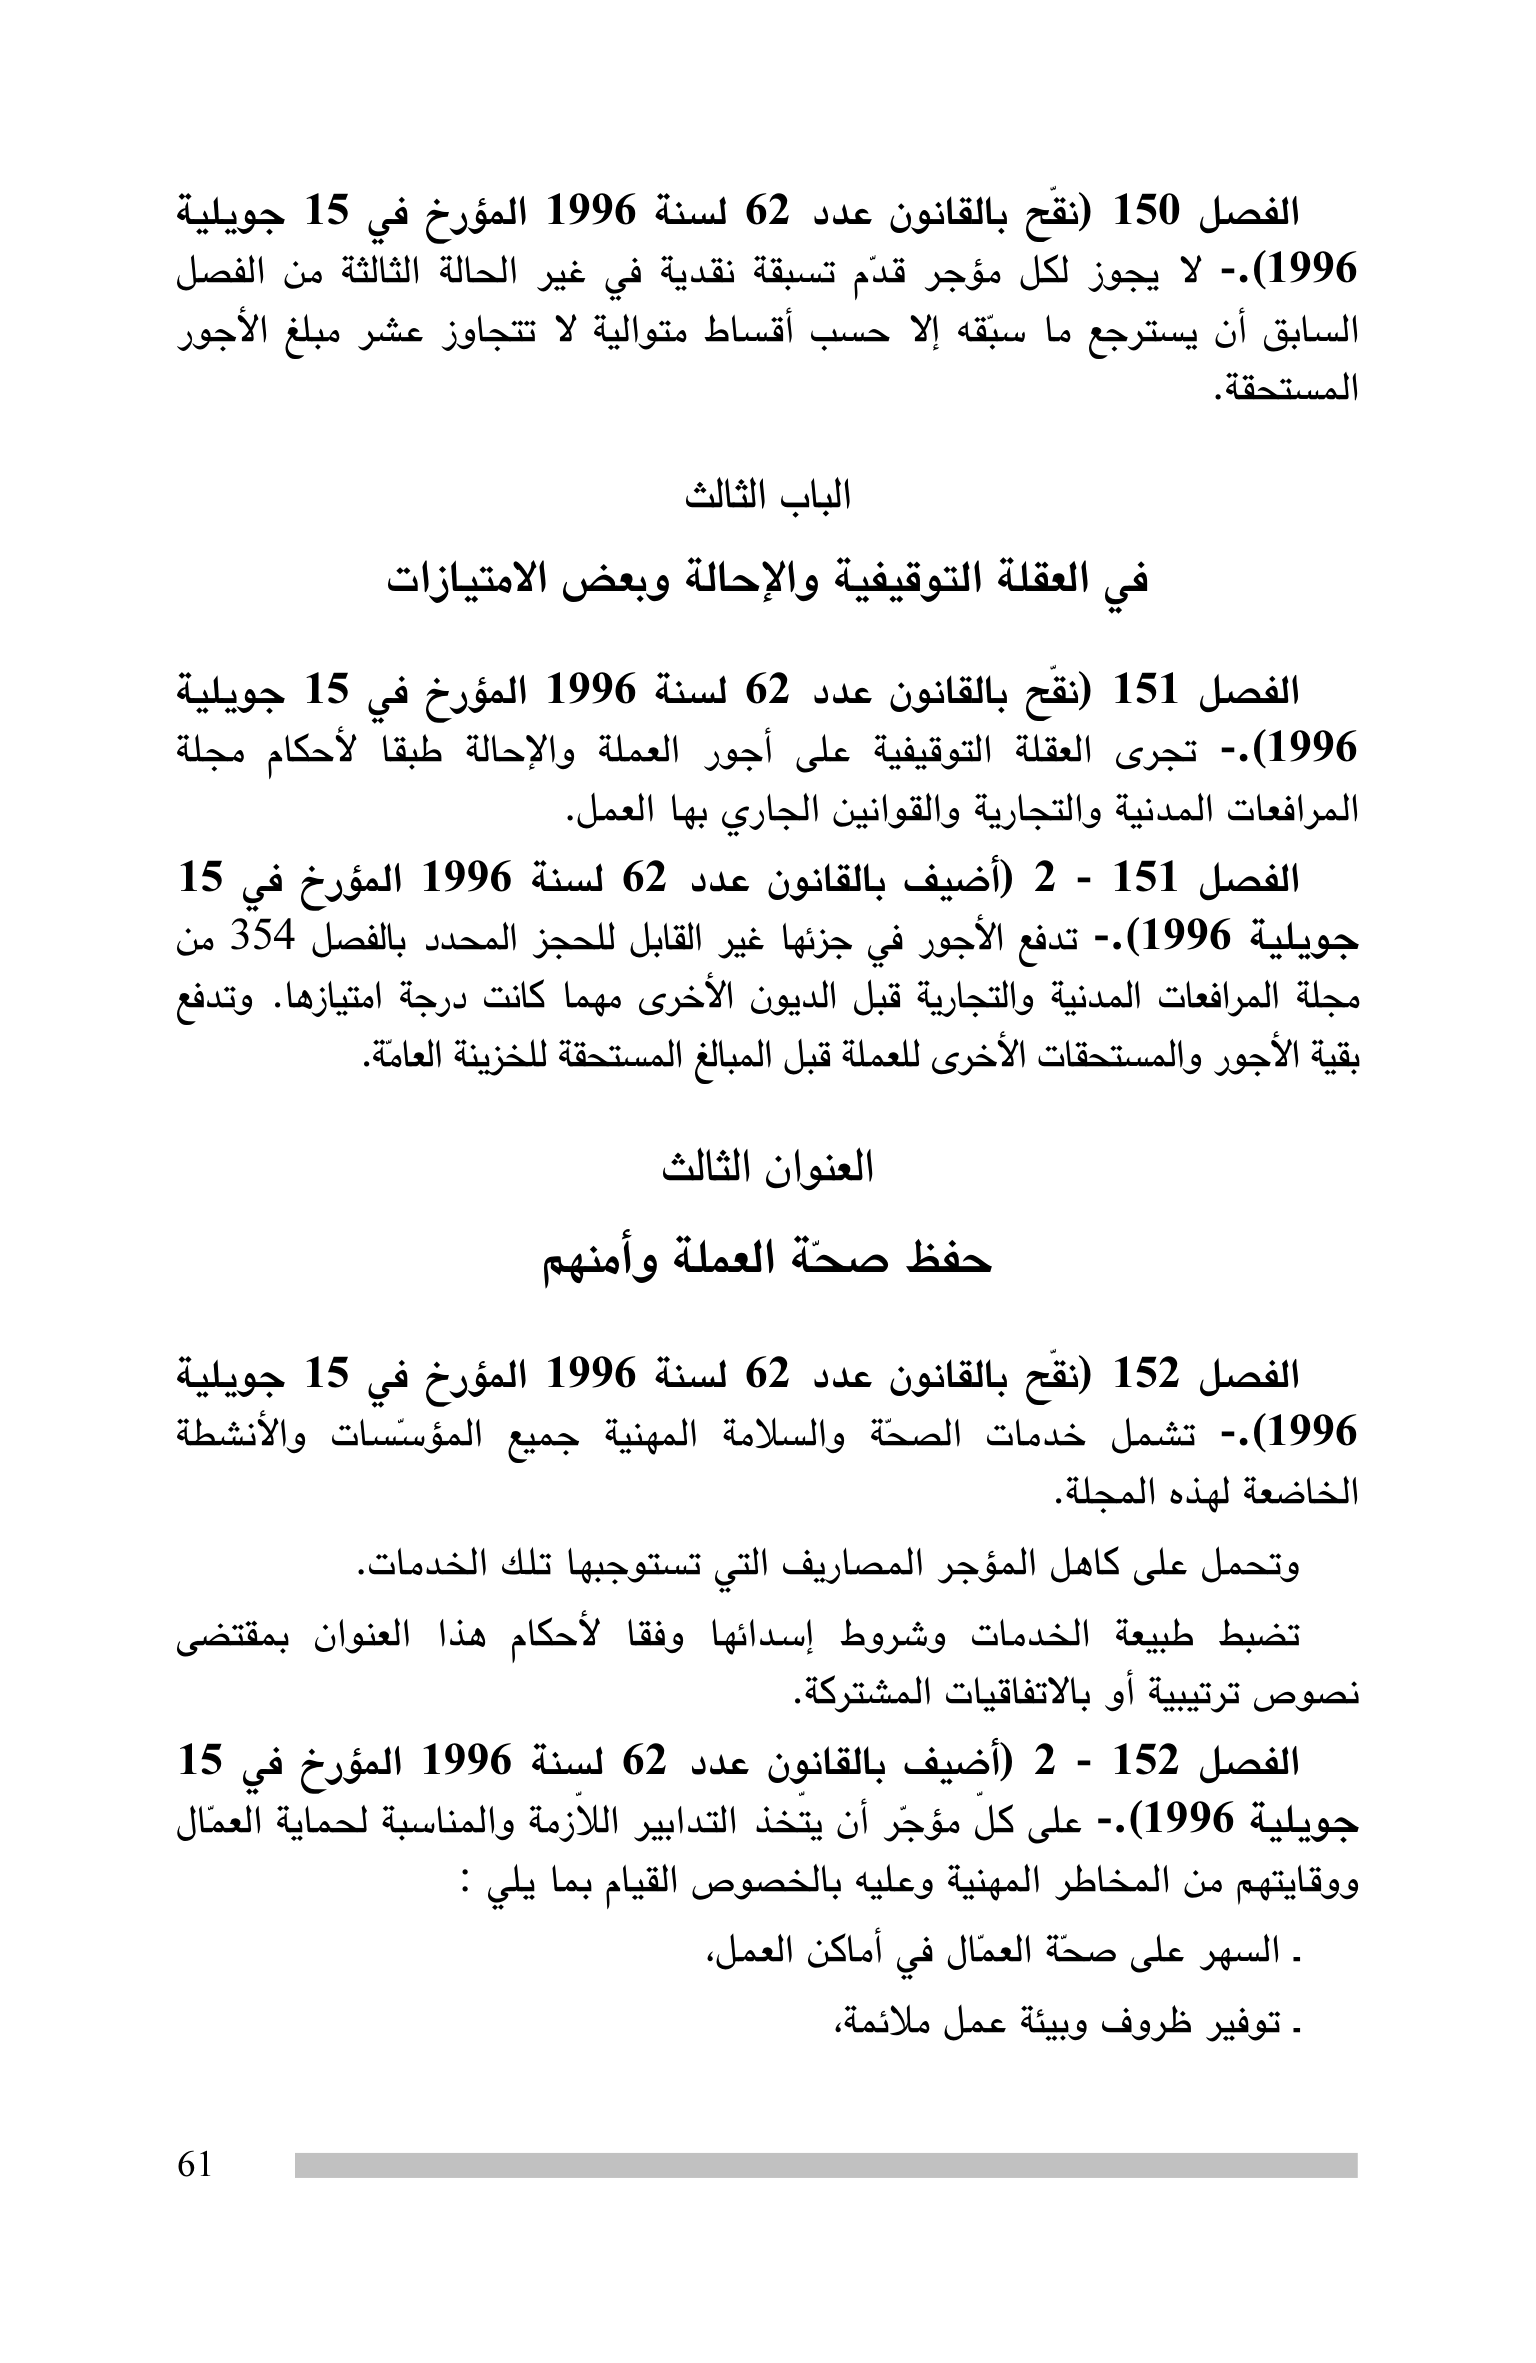 الفصل 150 (نقّح بالقانون عدد 62 لسنة 1996 المؤرخ في 15 جويلية
1996).- لا يجوز لكل مؤجر قدّم تسبقة نقدية في غير الحالة الثالثة من الفصل
السابق أن يسترجع ما سبّقه إلا حسب أقساط متوالية لا تتجاوز عشر مبلغ الأجور
المستحقة.
الباب الثالث
في العقلة التوقيفية والإحالة وبعض الامتيازات
الفصل 151 (نقّح بالقانون عدد 62 لسنة 1996 المؤرخ في 15 جويلية
1996).- تجرى العقلة التوقيفية على أجور العملة والإحالة طبقا لأحكام مجلة
المرافعات المدنية والتجارية والقوانين الجاري بها العمل.
الفصل 151 - 2 (أضيف بالقانون عدد 62 لسنة 1996 المؤرخ في 15
جويلية 1996).- تدفع الأجور في جزئها غير القابل للحجز المحدد بالفصل 354 من
مجلة المرافعات المدنية والتجارية قبل الديون الأخرى مهما كانت درجة امتيازها. وتدفع
بقية الأجور والمستحقات الأخرى للعملة قبل المبالغ المستحقة للخزينة العامّة.
العنوان الثالث
حفظ صحّة العملة وأمنهم
الفصل 152 (نقّح بالقانون عدد 62 لسنة 1996 المؤرخ في 15 جويلية
1996).- تشمل خدمات الصحّة والسلامة المهنية جميع المؤسّسات والأنشطة
الخاضعة لهذه المجلة.
وتحمل على كاهل المؤجر المصاريف التي تستوجبها تلك الخدمات.
تضبط طبيعة الخدمات وشروط إسدائها وفقا لأحكام هذا العنوان بمقتضى
نصوص ترتيبية أو بالاتفاقيات المشتركة.
الفصل 152 - 2 (أضيف بالقانون عدد 62 لسنة 1996 المؤرخ في 15
جويلية 1996).- على كلّ مؤجّر أن يتّخذ التدابير اللاّزمة والمناسبة لحماية العمّال
ووقايتهم من المخاطر المهنية وعليه بالخصوص القيام بما يلي :
ـ السهر على صحّة العمّال في أماكن العمل،
ـ توفير ظروف وبيئة عمل ملائمة،
61